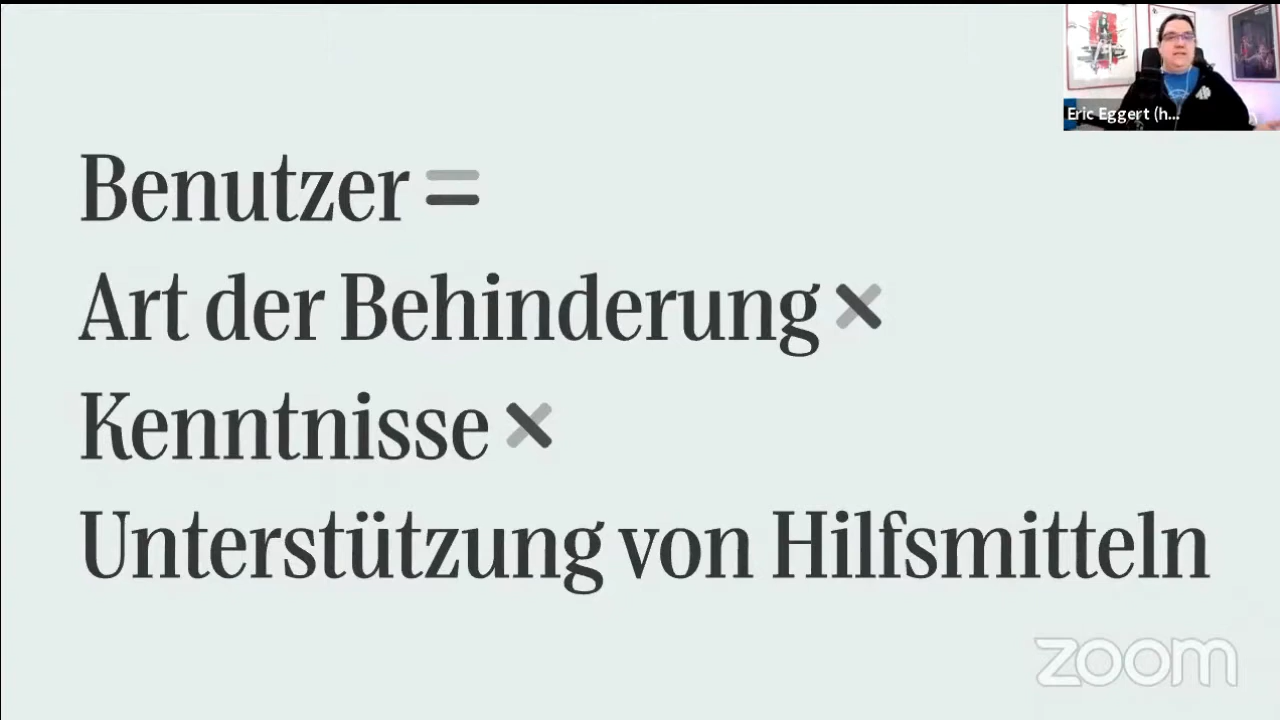 Eric Eggert (h...
Benutzer =
Art der Behinderung ×
Kenntnisse ×
Unterstützung von Hilfsmitteln
zoom